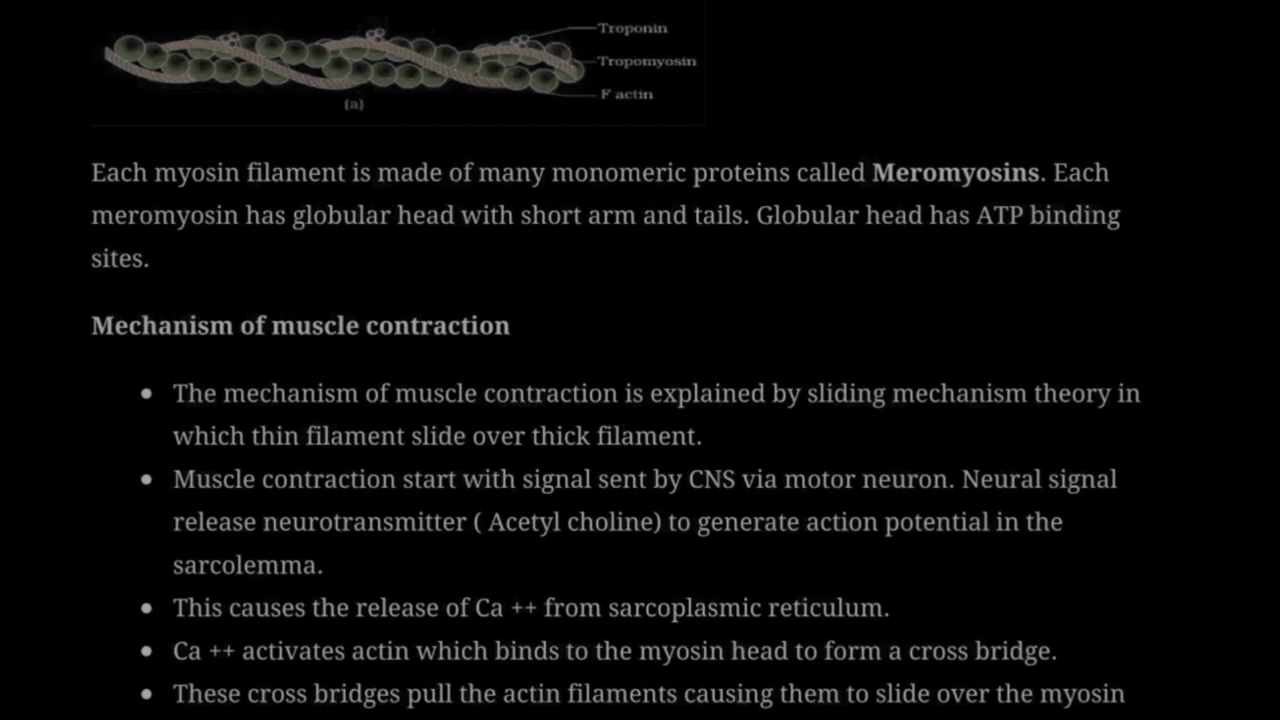 Troponin
Tropomyosin
F actin
(a)
Each myosin filament is made of many monomeric proteins called Meromyosins. Each
meromyosin has globular head with short arm and tails. Globular head has ATP binding
sites.
Mechanism of muscle contraction
• The mechanism of muscle contraction is explained by sliding mechanism theory in
which thin filament slide over thick filament.
• Muscle contraction start with signal sent by CNS via motor neuron. Neural signal
release neurotransmitter ( Acetyl choline) to generate action potential in the
sarcolemma.
• This causes the release of Ca ++ from sarcoplasmic reticulum.
• Ca ++ activates actin which binds to the myosin head to form a cross bridge.
• These cross bridges pull the actin filaments causing them to slide over the myosin